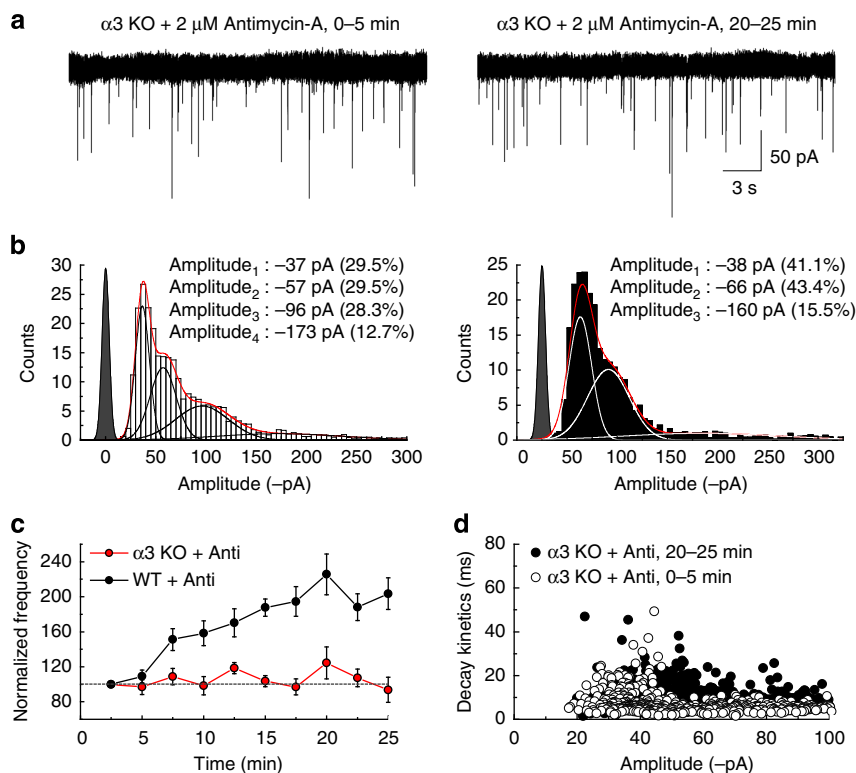 a
α3 KO + 2 μM Antimycin-A, 0–5 min
α3 KO + 2 μM Antimycin-A, 20–25 min
50 pA
3 s
b
Amplitude1 : –37 pA (29.5%)
Amplitude2 : –57 pA (29.5%)
Amplitude3 : –96 pA (28.3%)
Amplitude4 : –173 pA (12.7%)
Counts
30
25
20
15
10
5
0
0 50 100 150 200 250 300
Amplitude (–pA)
Amplitude1 : –38 pA (41.1%)
Amplitude2 : –66 pA (43.4%)
Amplitude3 : –160 pA (15.5%)
Counts
25
20
15
10
5
0
0 50 100 150 200 250 300
Amplitude (–pA)
c
α3 KO + Anti
WT + Anti
Normalized frequency
240
200
160
120
80
0 5 10 15 20 25
Time (min)
d
α3 KO + Anti, 20–25 min
α3 KO + Anti, 0–5 min
Decay kinetics (ms)
80
60
40
20
0
0 20 40 60 80 100
Amplitude (–pA)